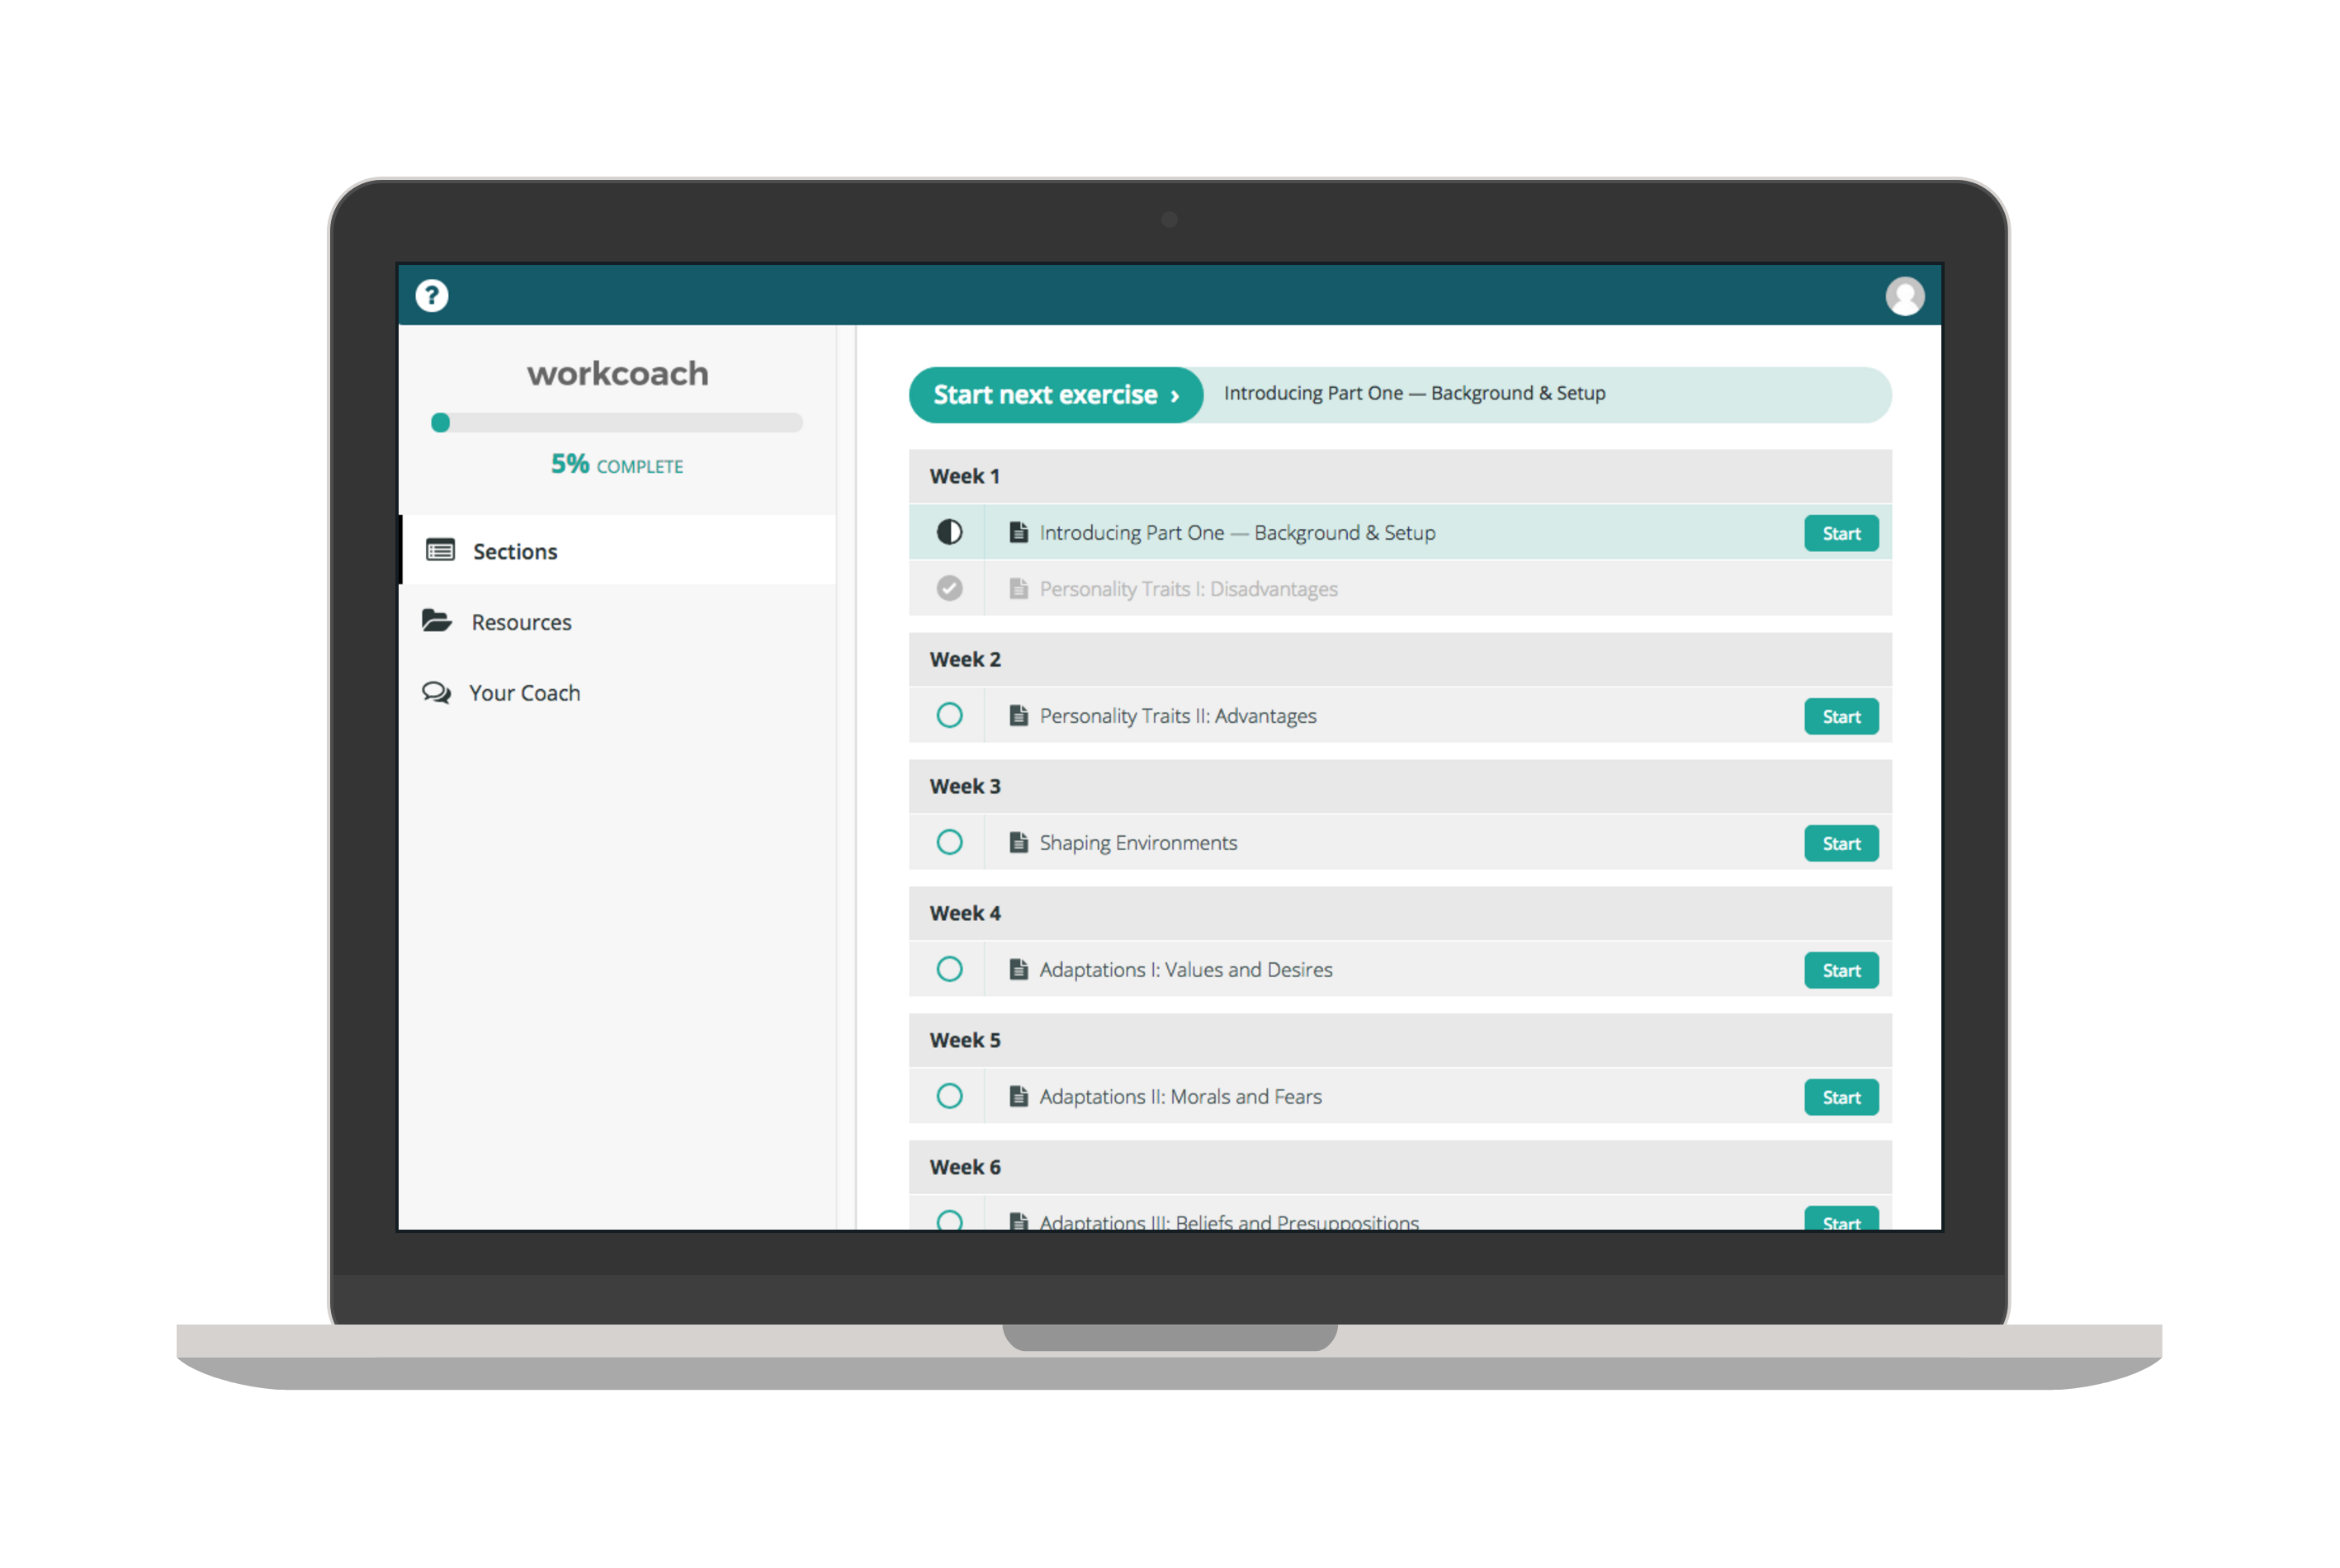 ?
workcoach
5% COMPLETE
Sections
Resources
Your Coach
Start next exercise › Introducing Part One — Background & Setup
Week 1
Introducing Part One — Background & Setup Start
Personality Traits I: Disadvantages
Week 2
Personality Traits II: Advantages Start
Week 3
Shaping Environments Start
Week 4
Adaptations I: Values and Desires Start
Week 5
Adaptations II: Morals and Fears Start
Week 6
Adaptations III: Beliefs and Presuppositions Start